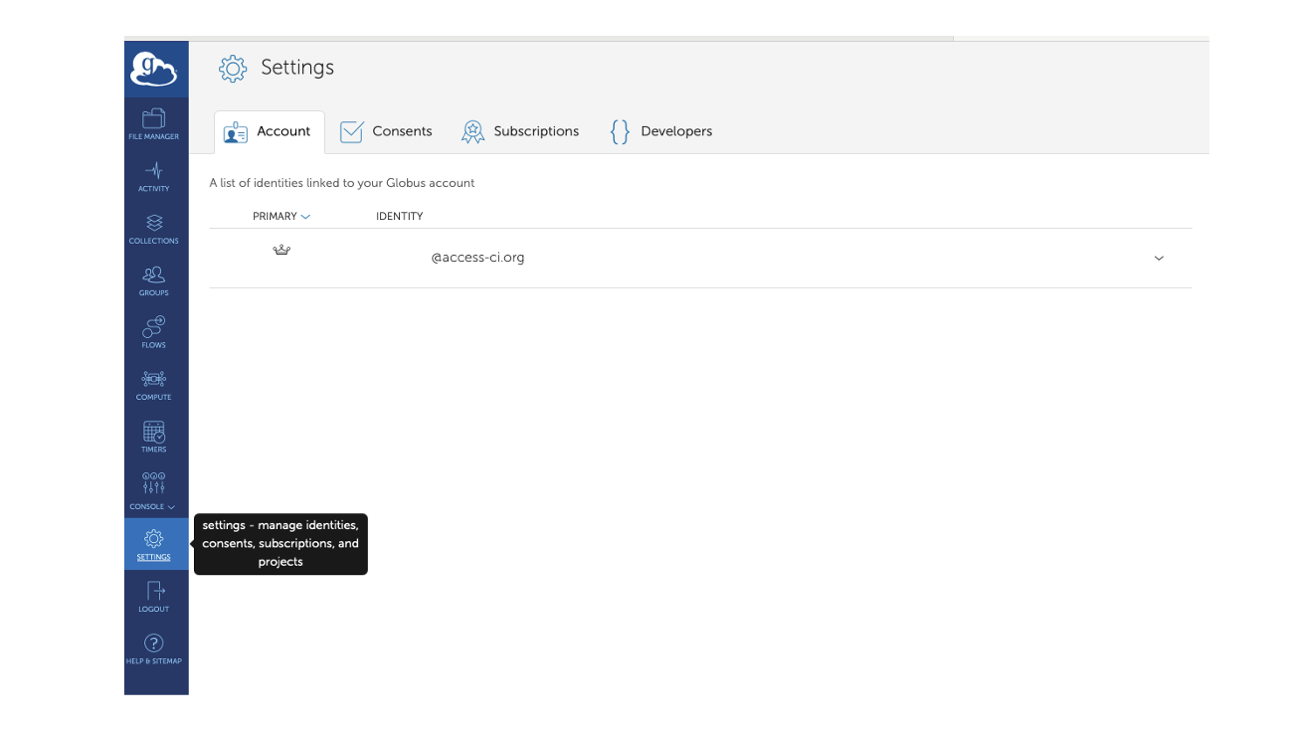 g
Settings
FILE MANAGER
Account
Consents
Subscriptions
{ } Developers
ACTIVITY
A list of identities linked to your Globus account
PRIMARY
IDENTITY
COLLECTIONS
@access-ci.org
GROUPS
FLOWS
COMPUTE
TIMERS
CONSOLE
settings - manage identities,
consents, subscriptions, and
projects
SETTINGS
LOGOUT
?
HELP & SITEMAP